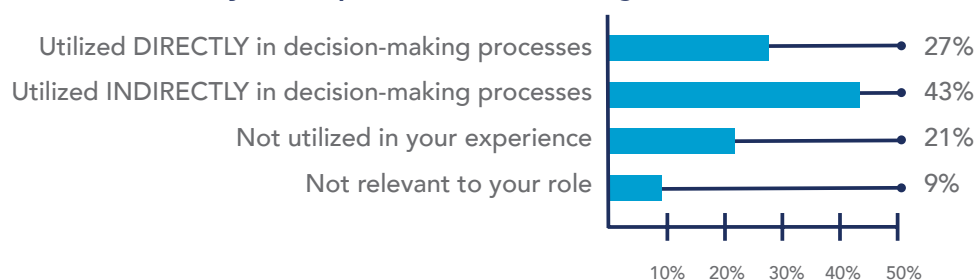 Utilized DIRECTLY in decision-making processes 27%
Utilized INDIRECTLY in decision-making processes 43%
Not utilized in your experience 21%
Not relevant to your role 9%
10% 20% 30% 40% 50%